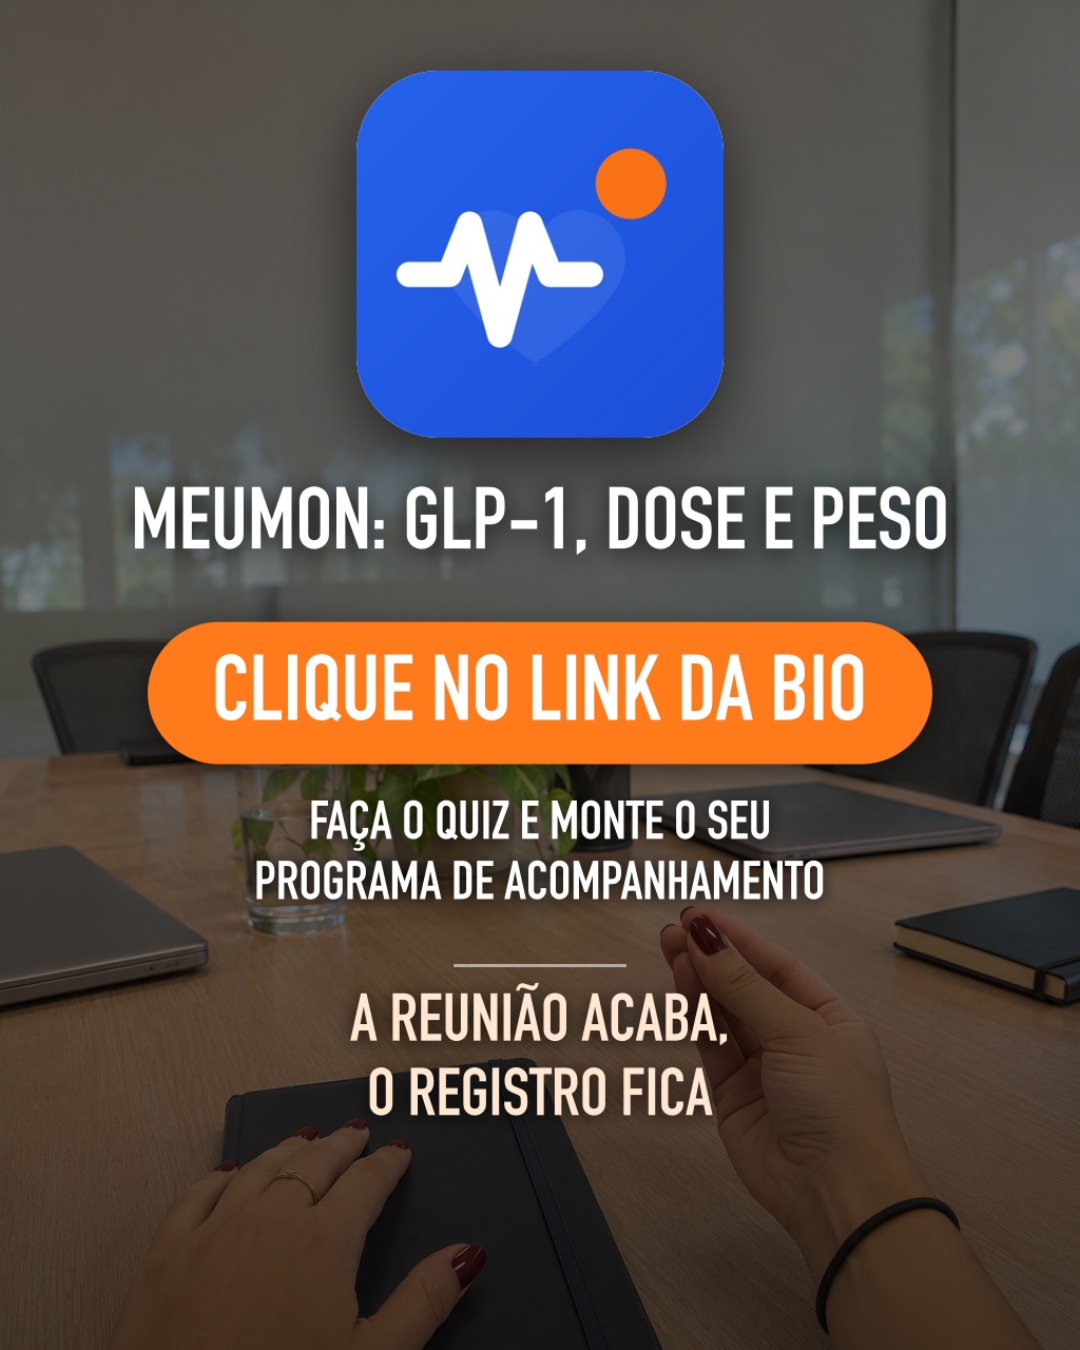 MEUMON: GLP-1, DOSE E PESO
CLIQUE NO LINK DA BIO
FAÇA O QUIZ E MONTE O SEU
PROGRAMA DE ACOMPANHAMENTO
A REUNIÃO ACABA,
O REGISTRO FICA